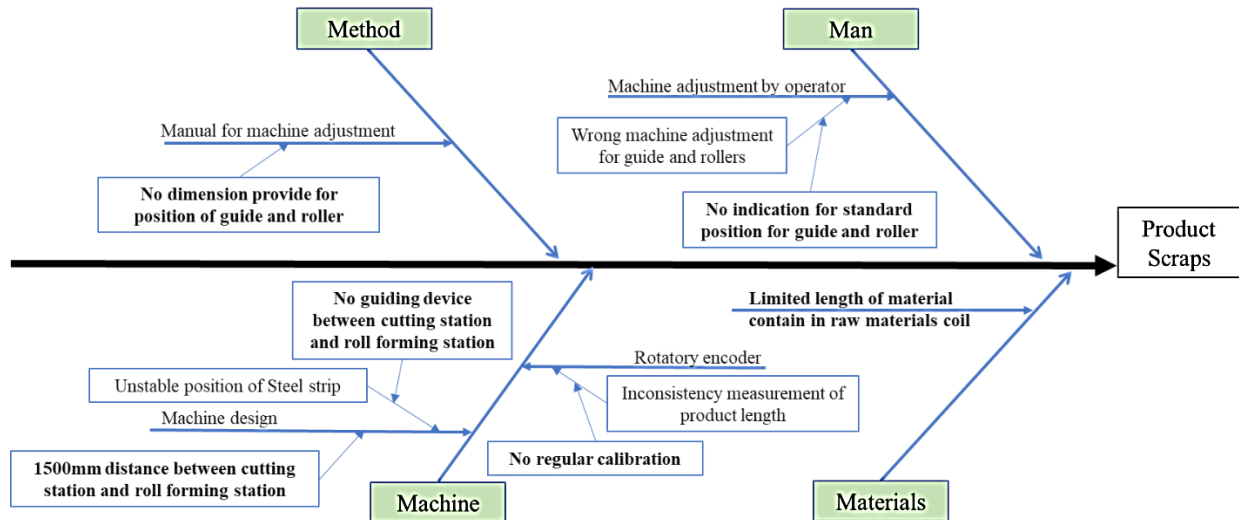 Method
Man
Machine adjustment by operator
Manual for machine adjustment
Wrong machine adjustment
for guide and rollers
No dimension provide for
position of guide and roller
No indication for standard
position for guide and roller
Product
Scraps
No guiding device
between cutting station
and roll forming station
Limited length of material
contain in raw materials coil
Rotatory encoder
Unstable position of Steel strip
Inconsistency measurement of
product length
Machine design
No regular calibration
1500mm distance between cutting
station and roll forming station
Machine
Materials